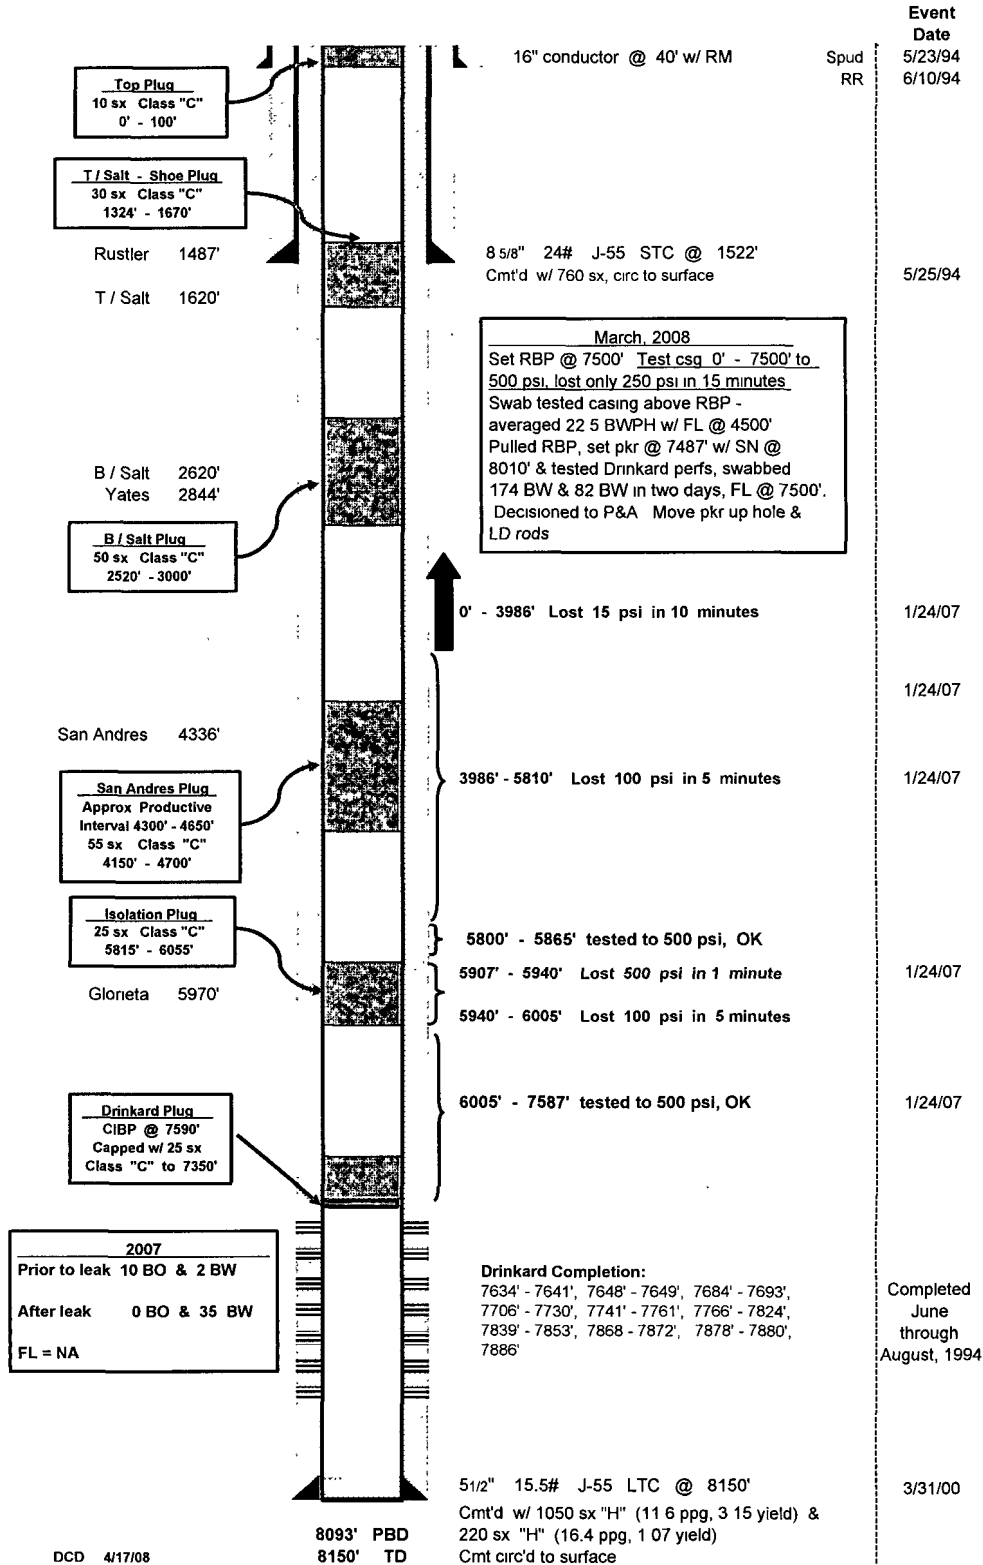 Event
Date
16" conductor @ 40' w/ RM Spud 5/23/94
RR 6/10/94
Top Plug
10 sx Class "C"
0' - 100'
T / Salt - Shoe Plug
30 sx Class "C"
1324' - 1670'
Rustler 1487'
T / Salt 1620'
8 5/8" 24# J-55 STC @ 1522'
Cmt'd w/ 760 sx, circ to surface 5/25/94
March, 2008
Set RBP @ 7500' Test csg 0' - 7500' to
500 psi, lost only 250 psi in 15 minutes
Swab tested casing above RBP -
averaged 22 5 BWPH w/ FL @ 4500'
Pulled RBP, set pkr @ 7487' w/ SN @
8010' & tested Drinkard perfs, swabbed
174 BW & 82 BW in two days, FL @ 7500'.
Decisioned to P&A Move pkr up hole &
LD rods
B / Salt 2620'
Yates 2844'
B / Salt Plug
50 sx Class "C"
2520' - 3000'
0' - 3986' Lost 15 psi in 10 minutes 1/24/07
1/24/07
San Andres 4336'
3986' - 5810' Lost 100 psi in 5 minutes 1/24/07
San Andres Plug
Approx Productive
Interval 4300' - 4650'
55 sx Class "C"
4150' - 4700'
Isolation Plug
25 sx Class "C"
5815' - 6055'
5800' - 5865' tested to 500 psi, OK
5907' - 5940' Lost 500 psi in 1 minute 1/24/07
Glorieta 5970'
5940' - 6005' Lost 100 psi in 5 minutes
6005' - 7587' tested to 500 psi, OK 1/24/07
Drinkard Plug
CIBP @ 7590'
Capped w/ 25 sx
Class "C" to 7350'
2007
Prior to leak 10 BO & 2 BW
After leak 0 BO & 35 BW
FL = NA
Drinkard Completion:
7634' - 7641', 7648' - 7649', 7684' - 7693',
7706' - 7730', 7741' - 7761', 7766' - 7824',
7839' - 7853', 7868 - 7872', 7878' - 7880',
7886'
Completed
June
through
August, 1994
51/2" 15.5# J-55 LTC @ 8150' 3/31/00
Cmt'd w/ 1050 sx "H" (11 6 ppg, 3 15 yield) &
220 sx "H" (16.4 ppg, 1 07 yield)
Cmt circ'd to surface
8093' PBD
8150' TD
DCD 4/17/08